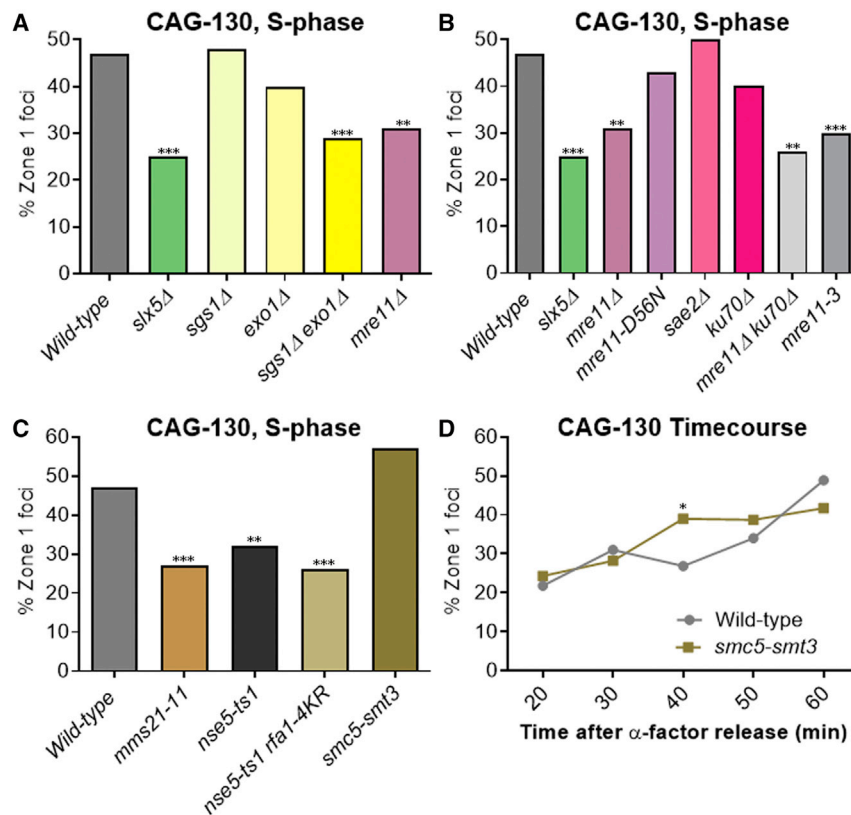 A
CAG-130, S-phase
% Zone 1 foci
50
40
30
20
10
0
***
***
**
Wild-type
slx5Δ
sgs1Δ
exo1Δ
sgs1Δ exo1Δ
mre11Δ
B
CAG-130, S-phase
% Zone 1 foci
50
40
30
20
10
0
***
**
**
***
Wild-type
slx5Δ
mre11Δ
mre11-D56N
sae2Δ
ku70Δ
mre11Δ ku70Δ
mre11-3
C
CAG-130, S-phase
% Zone 1 foci
60
50
40
30
20
10
0
***
**
***
Wild-type
mms21-11
nse5-ts1
nse5-ts1 rfa1-4KR
smc5-smt3
D
CAG-130 Timecourse
% Zone 1 foci
60
50
40
30
20
10
0
*
Wild-type
smc5-smt3
20
30
40
50
60
Time after α-factor release (min)